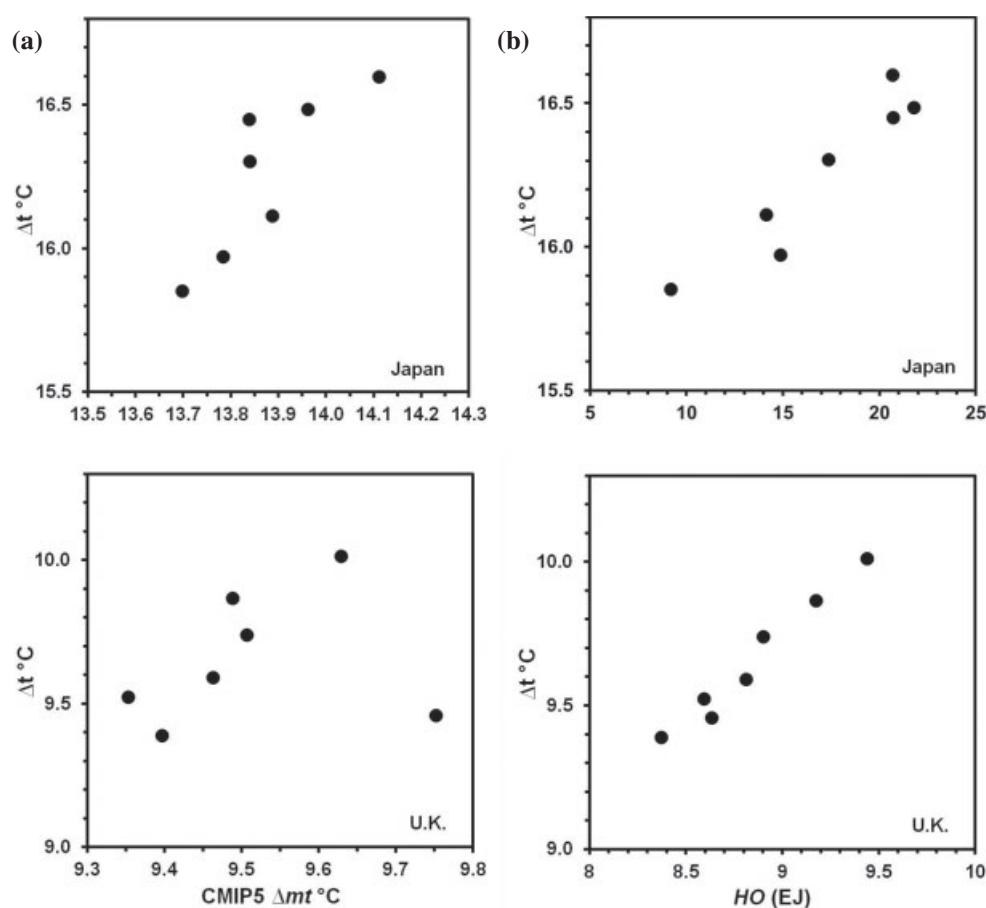 (a)
Δt °C
16.5
16.0
15.5
13.5 13.6 13.7 13.8 13.9 14.0 14.1 14.2 14.3
Japan
(b)
Δt °C
16.5
16.0
15.5
5 10 15 20 25
Japan
Δt °C
10.0
9.5
9.0
9.3 9.4 9.5 9.6 9.7 9.8
U.K.
CMIP5 Δmt °C
Δt °C
10.0
9.5
9.0
8 8.5 9 9.5 10
U.K.
HO (EJ)